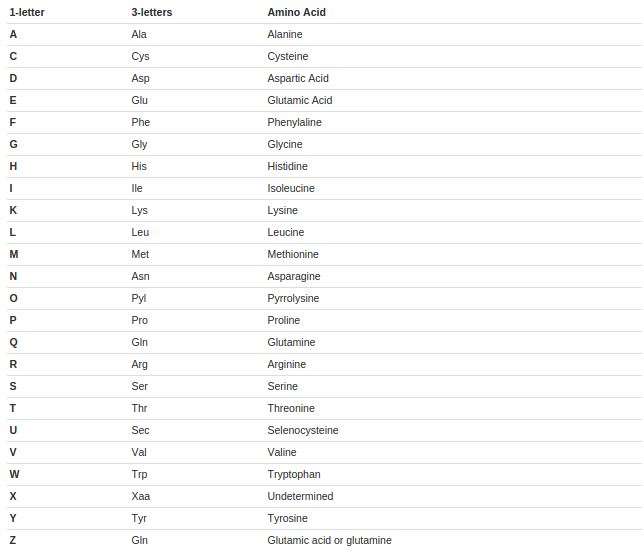 1-letter 3-letters Amino Acid
A Ala Alanine
C Cys Cysteine
D Asp Aspartic Acid
E Glu Glutamic Acid
F Phe Phenylaline
G Gly Glycine
H His Histidine
I Ile Isoleucine
K Lys Lysine
L Leu Leucine
M Met Methionine
N Asn Asparagine
O Pyl Pyrrolysine
P Pro Proline
Q Gln Glutamine
R Arg Arginine
S Ser Serine
T Thr Threonine
U Sec Selenocysteine
V Val Valine
W Trp Tryptophan
X Xaa Undetermined
Y Tyr Tyrosine
Z Gln Glutamic acid or glutamine